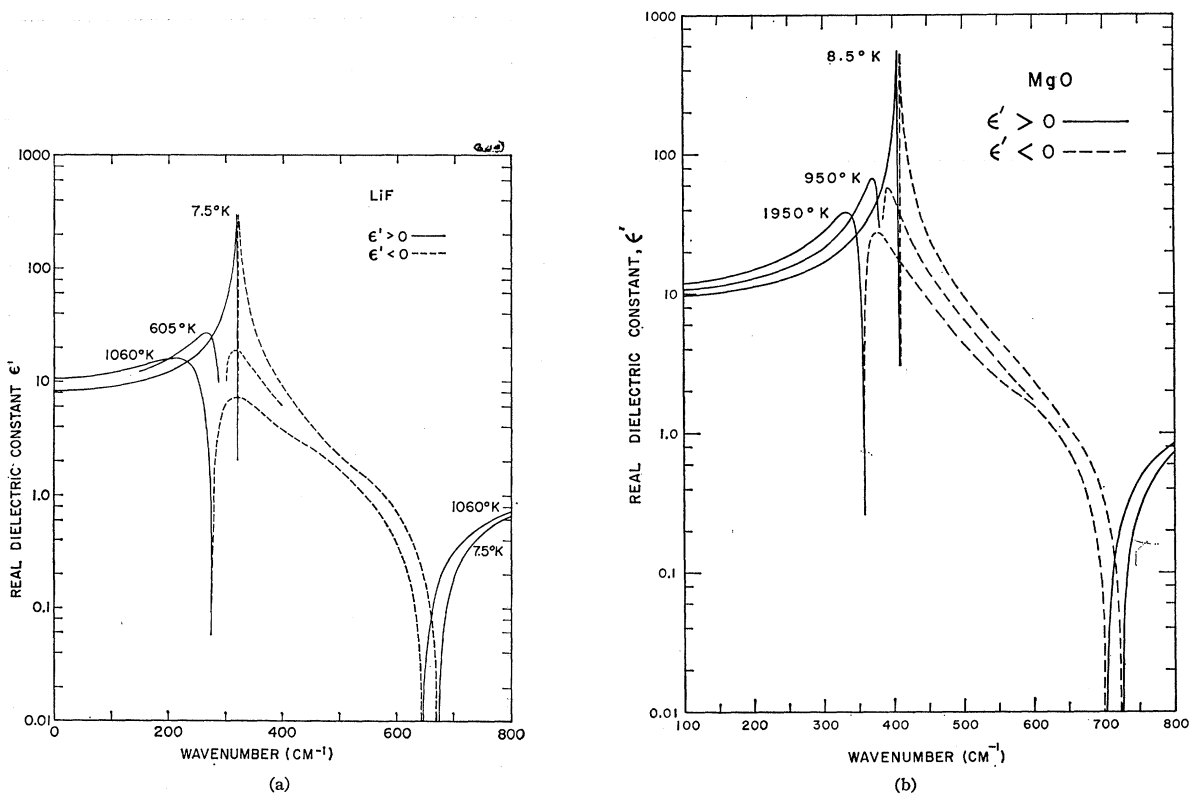 1000
100
10
1.0
0.1
0.01
REAL DIELECTRIC CONSTANT ε'
LiF
ε' > 0
ε' < 0
7.5°K
605°K
1060°K
1060°K
7.5°K
0 200 300 400 600 800
WAVENUMBER (CM⁻¹)
(a)
1000
100
10
1.0
0.1
0.01
REAL DIELECTRIC CONSTANT, ε'
MgO
ε' > 0
ε' < 0
8.5°K
950°K
1950°K
100 200 300 400 500 600 700 800
WAVENUMBER (CM⁻¹)
(b)